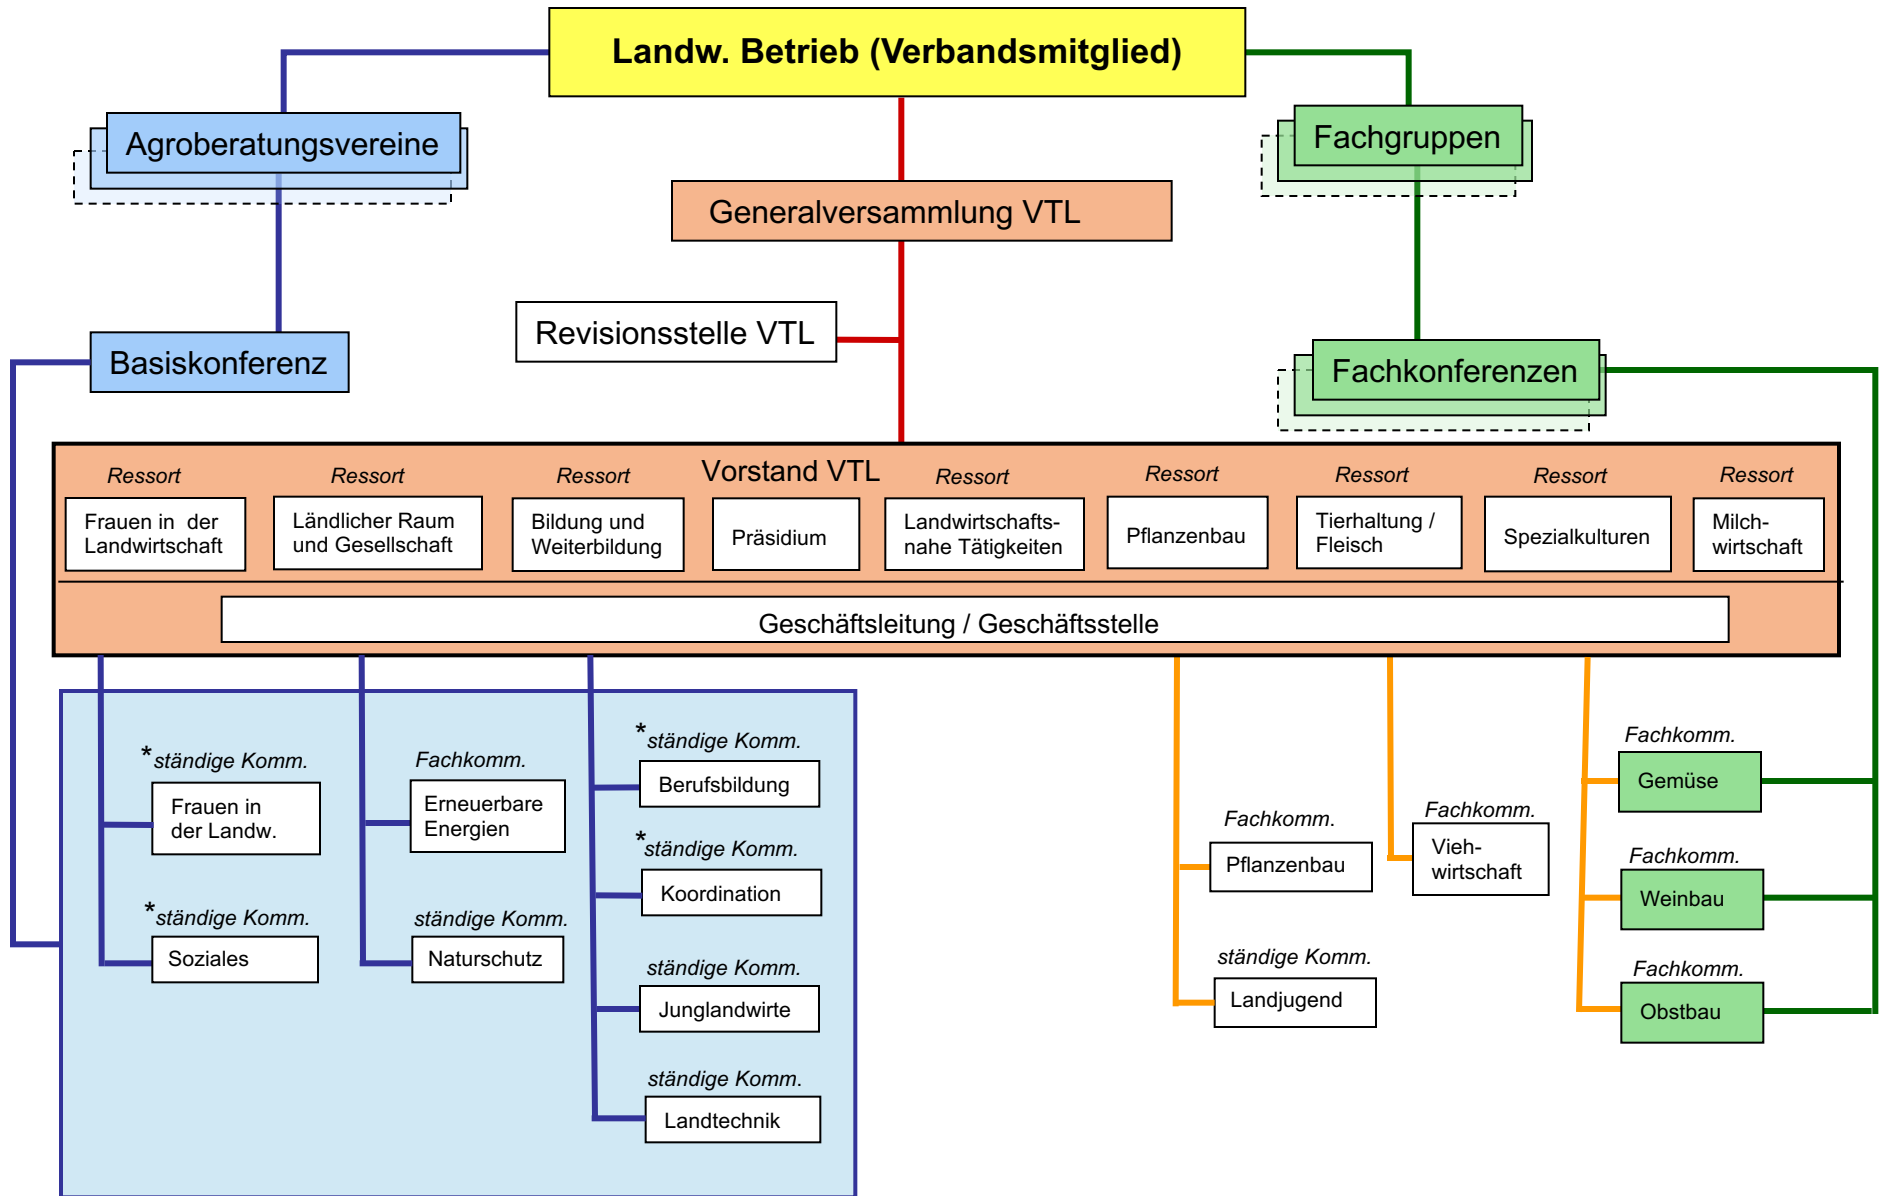 Landw. Betrieb (Verbandsmitglied)
Agroberatungsvereine
Fachgruppen
Generalversammlung VTL
Revisionsstelle VTL
Basiskonferenz
Fachkonferenzen
Vorstand VTL
Ressort
Frauen in der
Landwirtschaft
Ressort
Ländlicher Raum
und Gesellschaft
Ressort
Bildung und
Weiterbildung
Präsidium
Ressort
Landwirtschafts-
nahe Tätigkeiten
Ressort
Pflanzenbau
Ressort
Tierhaltung /
Fleisch
Ressort
Spezialkulturen
Ressort
Milch-
wirtschaft
Geschäftsleitung / Geschäftsstelle
*ständige Komm.
Frauen in
der Landw.
*ständige Komm.
Soziales
Fachkomm.
Erneuerbare
Energien
ständige Komm.
Naturschutz
*ständige Komm.
Berufsbildung
*ständige Komm.
Koordination
ständige Komm.
Junglandwirte
ständige Komm.
Landtechnik
Fachkomm.
Pflanzenbau
ständige Komm.
Landjugend
Fachkomm.
Vieh-
wirtschaft
Fachkomm.
Gemüse
Fachkomm.
Weinbau
Fachkomm.
Obstbau